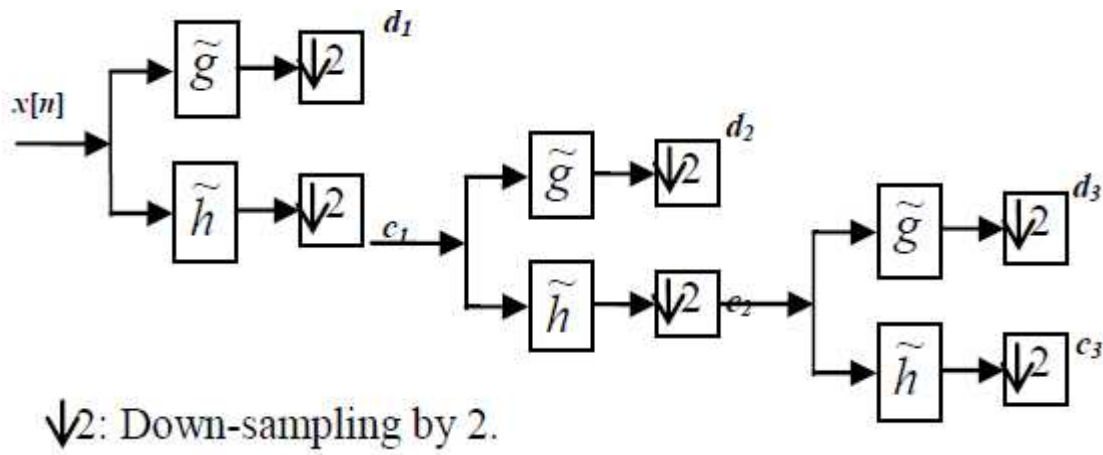 d₁
g̃
↓2
x[n]
h̃
↓2
c₁
d₂
g̃
↓2
h̃
↓2
c₂
d₃
g̃
↓2
h̃
↓2
c₃
↓2: Down-sampling by 2.